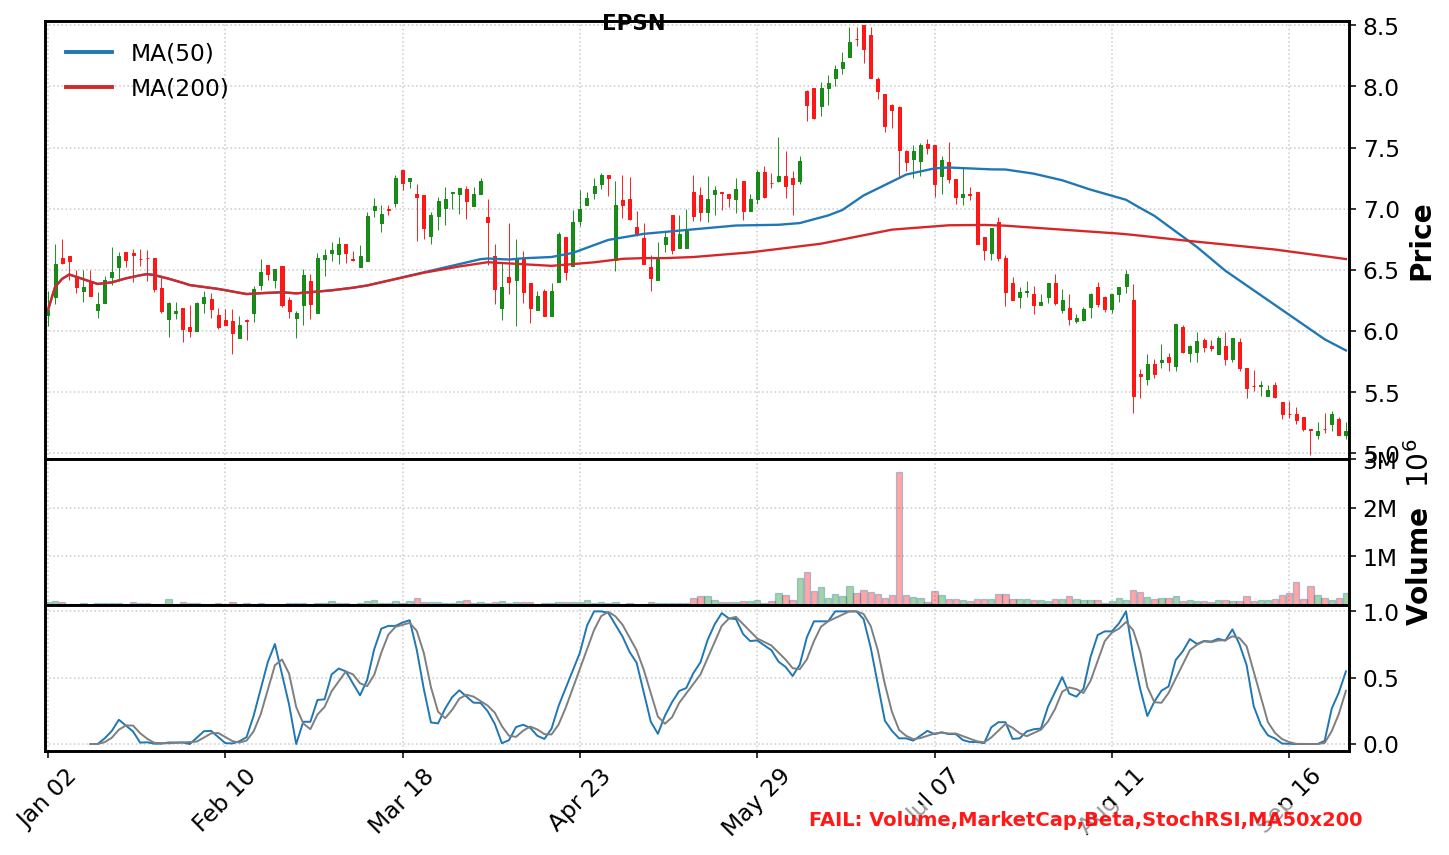 EPSN
MA(50)
MA(200)
8.5
8.0
7.5
7.0
6.5
6.0
5.5
5.0
Price
3M
2M
1M
Volume 10^6
1.0
0.5
0.0
Jan 02
Feb 10
Mar 18
Apr 23
May 29
Jul 07
Aug 11
Sep 16
FAIL: Volume,MarketCap,Beta,StochRSI,MA50x200